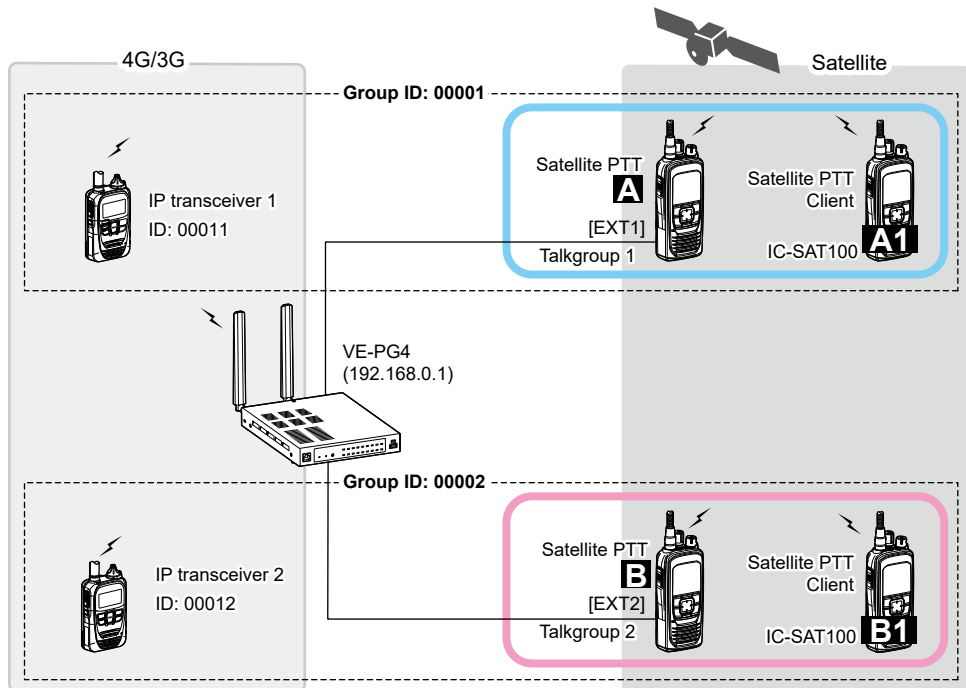 4G/3G
Satellite
Group ID: 00001
IP transceiver 1
ID: 00011
Satellite PTT
A
[EXT1]
Talkgroup 1
Satellite PTT
Client
IC-SAT100
A1
VE-PG4
(192.168.0.1)
Group ID: 00002
IP transceiver 2
ID: 00012
Satellite PTT
B
[EXT2]
Talkgroup 2
Satellite PTT
Client
IC-SAT100
B1